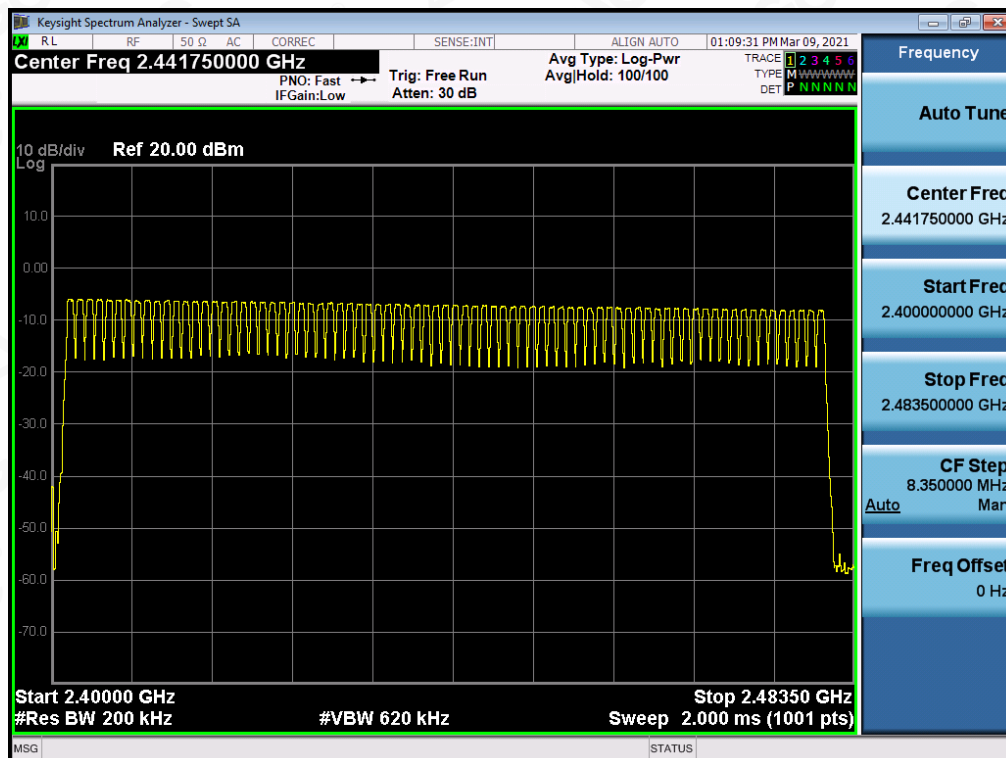 Keysight Spectrum Analyzer - Swept SA
LXI RL RF 50 Ω AC CORREC SENSE:INT ALIGN AUTO 01:09:31 PM Mar 09, 2021
Center Freq 2.441750000 GHz
PNO: Fast
IFGain:Low
Trig: Free Run
Atten: 30 dB
Avg Type: Log-Pwr
Avg|Hold: 100/100
TRACE 1 2 3 4 5 6
TYPE M WWWWW
DET P N N N N N
10 dB/div Ref 20.00 dBm
Log
10.0
0.00
-10.0
-20.0
-30.0
-40.0
-50.0
-60.0
-70.0
Start 2.40000 GHz Stop 2.48350 GHz
#Res BW 200 kHz #VBW 620 kHz Sweep 2.000 ms (1001 pts)
MSG STATUS
Frequency
Auto Tune
Center Freq
2.441750000 GHz
Start Freq
2.400000000 GHz
Stop Freq
2.483500000 GHz
CF Step
8.350000 MHz
Auto Man
Freq Offset
0 Hz